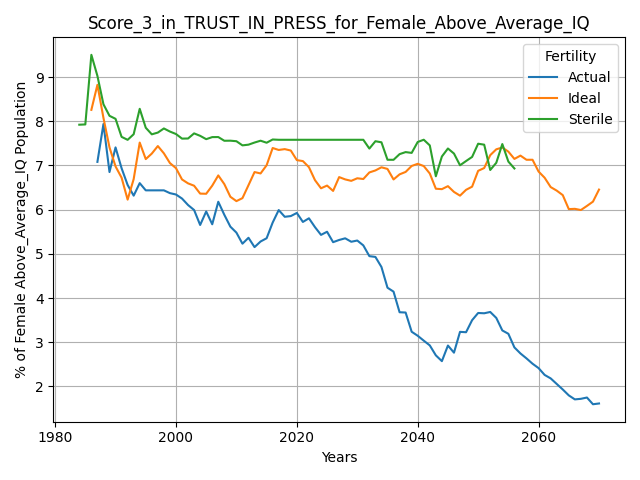 Score_3_in_TRUST_IN_PRESS_for_Female_Above_Average_IQ
Fertility
Actual
Ideal
Sterile
% of Female Above_Average_IQ Population
9
8
7
6
5
4
3
2
1980
2000
2020
2040
2060
Years